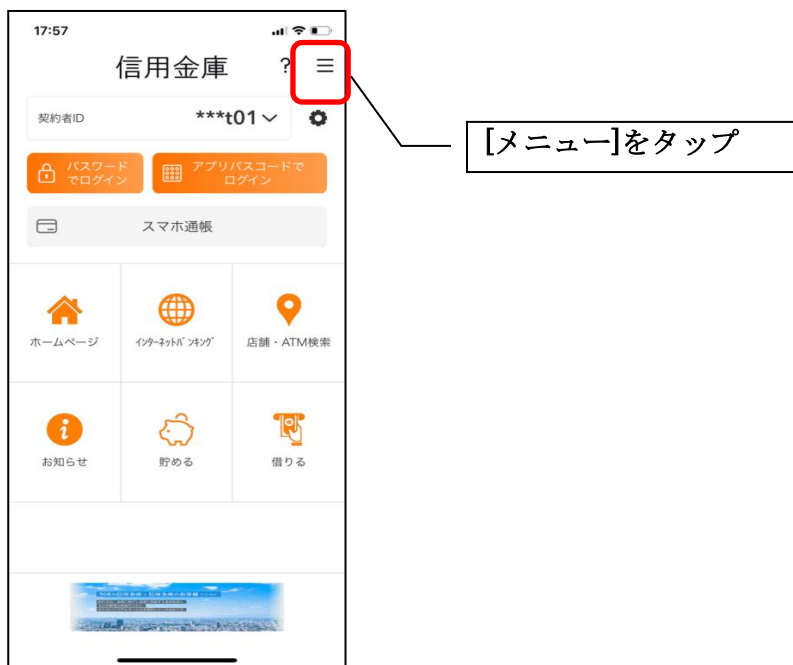 17:57
信用金庫 ? ≡
[メニュー]をタップ
契約者ID ***t01
パスワード
でログイン
アプリパスコードで
ログイン
スマホ通帳
ホームページ
インターネットバンキング
店舗・ATM検索
お知らせ
貯める
借りる